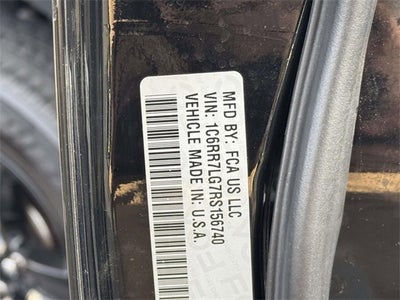 MFD BY: FCA US LLC
VIN: 1C6RR7LG7RS156740
VEHICLE MADE IN: U.S.A.